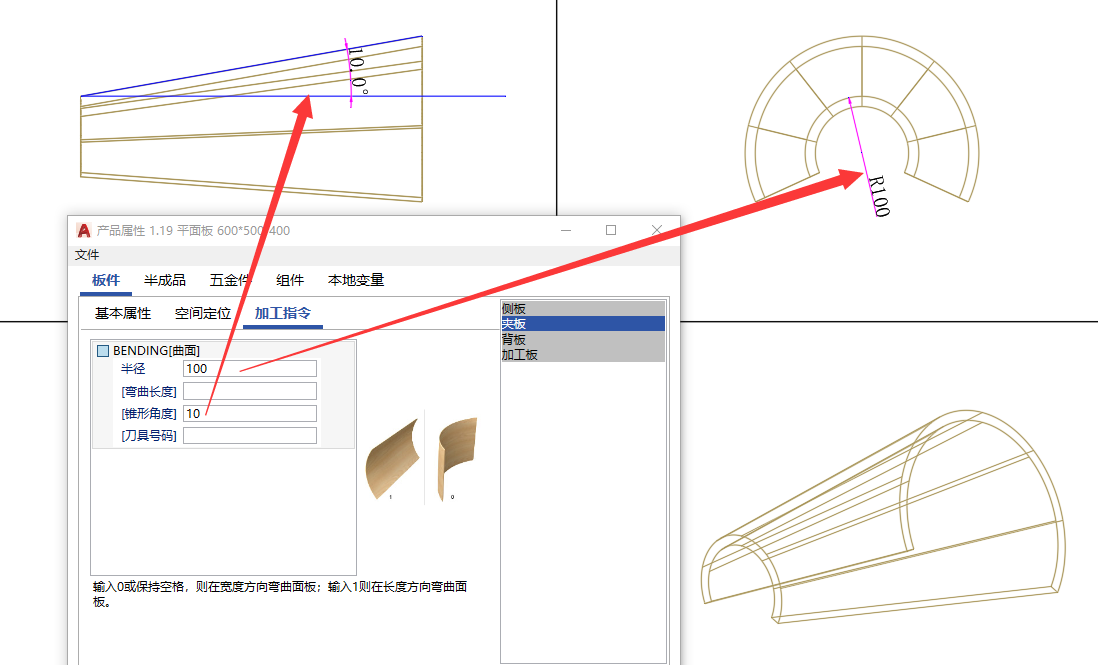 10.0°
R100
产品属性 1.19 平面板 600*500*400
文件
板件 半成品 五金件 组件 本地变量
基本属性 空间定位 加工指令
BENDING[曲面]
半径 100
[弯曲长度]
[锥形角度] 10
[刀具号码]
侧板
夹板
背板
加工板
1 0
输入0或保持空格，则在宽度方向弯曲面板；输入1则在长度方向弯曲面
板。